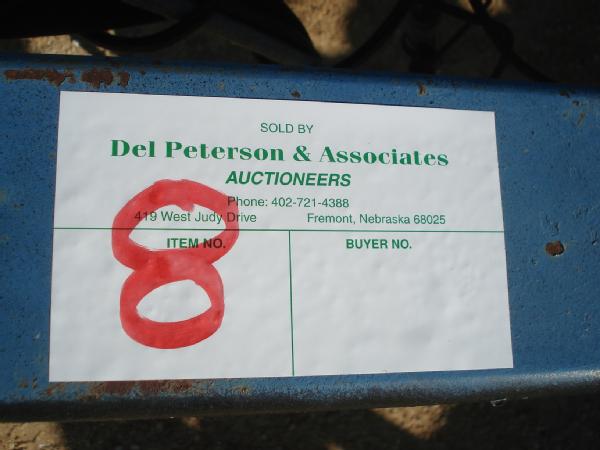 SOLD BY
Del Peterson & Associates
AUCTIONEERS
Phone: 402-721-4388
419 West Judy Drive Fremont, Nebraska 68025
ITEM NO. BUYER NO.
8